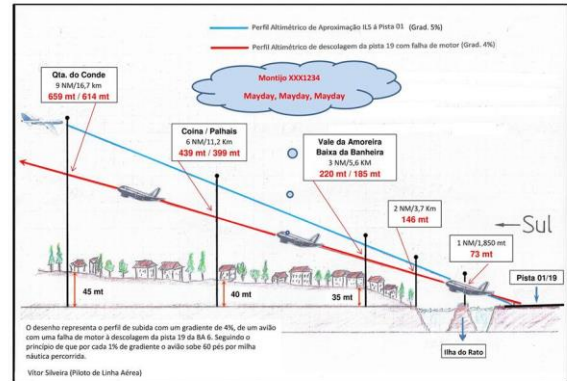 Perfil Altimétrico de Aproximação ILS á Pista 01 (Grad. 5%)
Perfil Altimétrico de descolagem da pista 19 com falha de motor (Grad. 4%)
Montijo XXX1234
Mayday, Mayday, Mayday
Qta. do Conde
9 NM/16,7 km
659 mt / 614 mt
Coina / Palhais
6 NM/11,2 Km
439 mt / 399 mt
Vale da Amoreira
Baixa da Banheira
3 NM/5,6 KM
220 mt / 185 mt
2 NM/3,7 Km
146 mt
Sul
1 NM/1,850 mt
73 mt
Pista 01/19
45 mt
40 mt
35 mt
O desenho representa o perfil de subida com um gradiente de 4%, de um avião
com uma falha de motor à descolagem da pista 19 da BA 6. Seguindo o
princípio de que por cada 1% de gradiente o avião sobe 60 pés por milha
náutica percorrida.
Ilha do Rato
Vitor Silveira (Piloto de Linha Aérea)